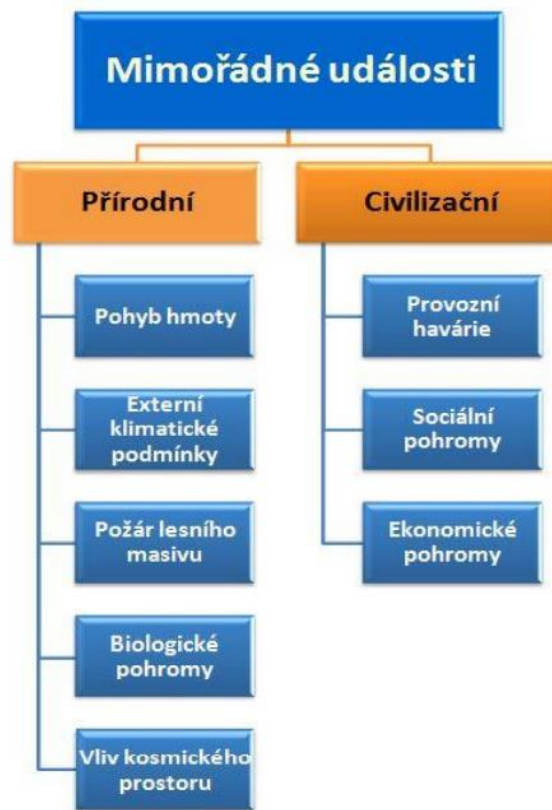 Mimořádné události
Přírodní
Pohyb hmoty
Externí
klimatické
podmínky
Požár lesního
masivu
Biologické
pohromy
Vliv kosmického
prostoru
Civilizační
Provozní
havárie
Sociální
pohromy
Ekonomické
pohromy